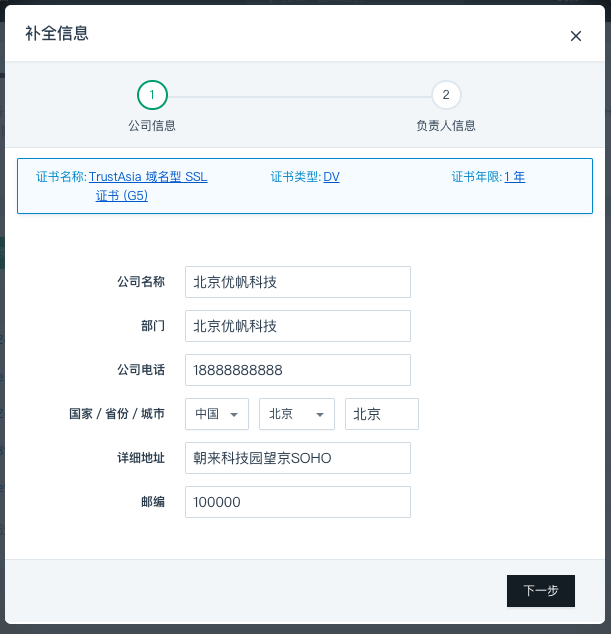 补全信息
1
2
公司信息
负责人信息
证书名称: TrustAsia 域名型 SSL 证书类型: DV 证书年限: 1 年
证书 (G5)
公司名称 北京优帆科技
部门 北京优帆科技
公司电话 18888888888
国家 / 省份 / 城市 中国 北京 北京
详细地址 朝来科技园望京SOHO
邮编 100000
下一步